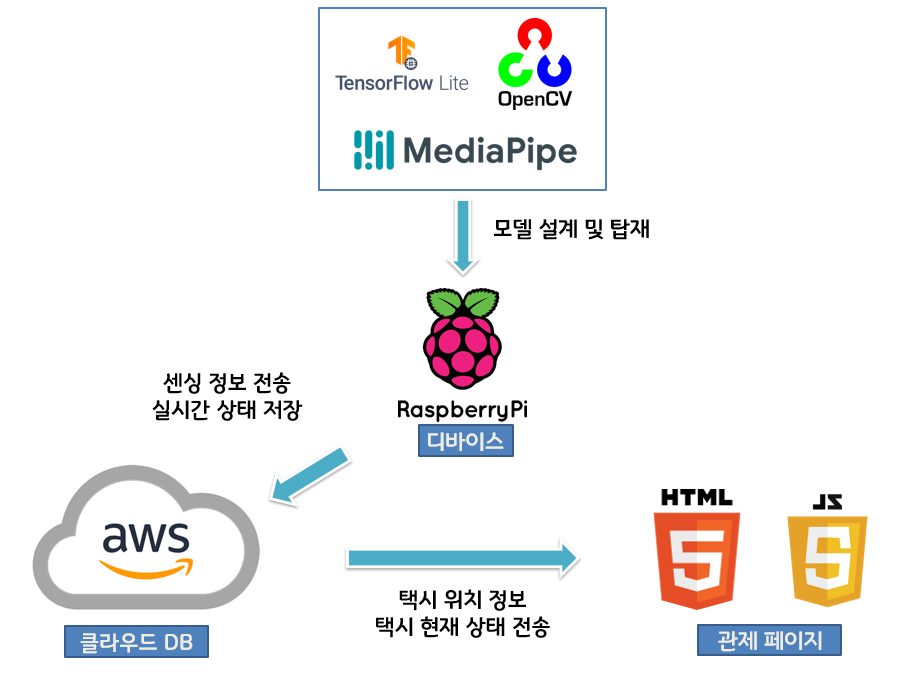 TensorFlow Lite
OpenCV
MediaPipe
모델 설계 및 탑재
RaspberryPi
디바이스
센싱 정보 전송
실시간 상태 저장
aws
클라우드 DB
택시 위치 정보
택시 현재 상태 전송
HTML
5
JS
5
관제 페이지